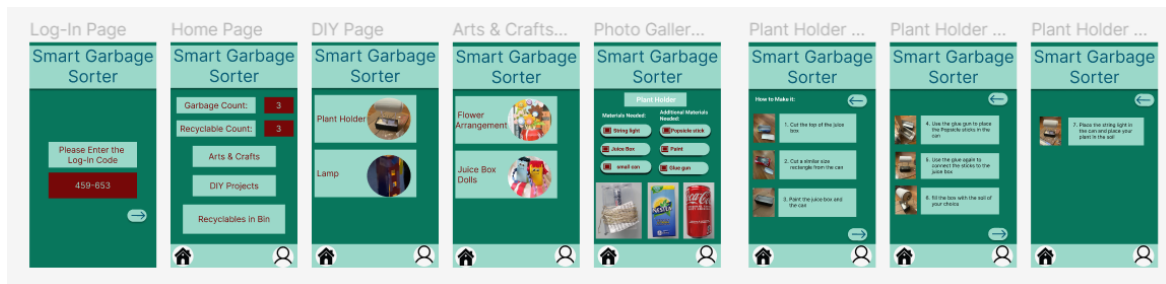 Log-In Page
Smart Garbage
Sorter
Please Enter the
Log-In Code
459-653
Home Page
Smart Garbage
Sorter
Garbage Count:
3
Recyclable Count:
3
Arts & Crafts
DIY Projects
Recyclables in Bin
DIY Page
Smart Garbage
Sorter
Plant Holder
Lamp
Arts & Crafts...
Smart Garbage
Sorter
Flower
Arrangement
Juice Box
Dolls
Photo Galler...
Smart Garbage
Sorter
Plant Holder
Materials Needed:
Additional Materials
Needed:
String light
Popsicle stick
Juice Box
Paint
small can
Glue gun
Plant Holder ...
Smart Garbage
Sorter
How to Make it:
1. Cut the top of the juice
box
2. Cut a similar size
rectangle from the can
3. Paint the juice box and
the can
Plant Holder ...
Smart Garbage
Sorter
4. Use the glue gun to place
the Popsicle sticks in the
can
5. Use the glue again to
connect the sticks to the
juice box
6. fill the box with the soil of
your choice
Plant Holder ...
Smart Garbage
Sorter
7. Place the string light in
the can and place your
plant in the soil